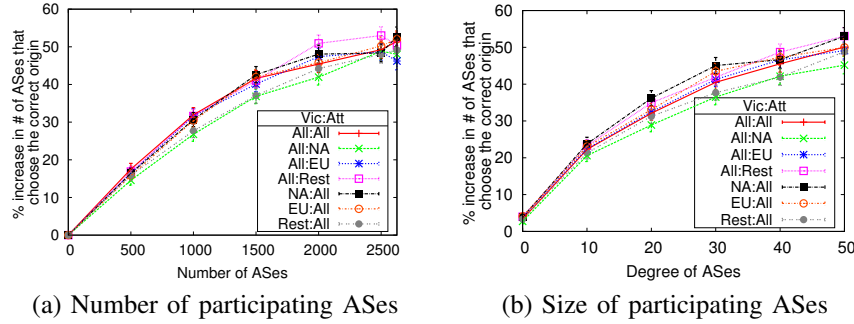 % increase in # of ASes that
choose the correct origin
60
50
40
30
20
10
0
Vic:Att
All:All
All:NA
All:EU
All:Rest
NA:All
EU:All
Rest:All
0 500 1000 1500 2000 2500
Number of ASes
(a) Number of participating ASes
% increase in # of ASes that
choose the correct origin
60
50
40
30
20
10
0
Vic:Att
All:All
All:NA
All:EU
All:Rest
NA:All
EU:All
Rest:All
0 10 20 30 40 50
Degree of ASes
(b) Size of participating ASes